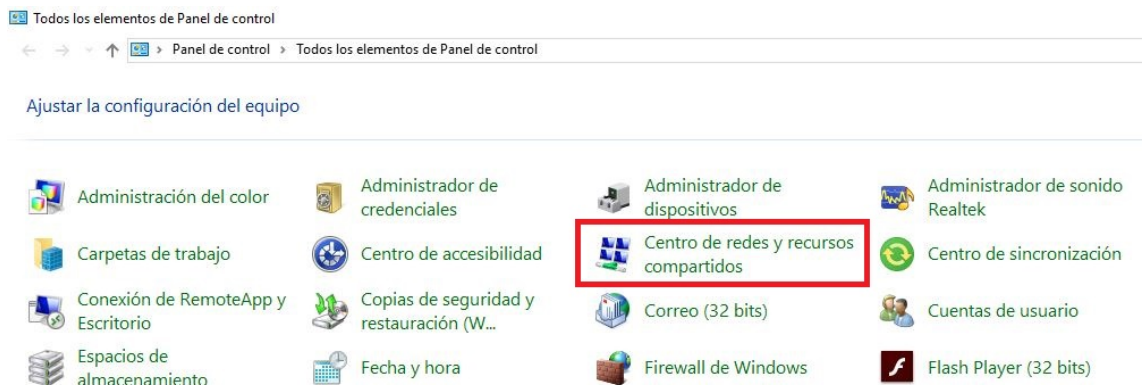 Todos los elementos de Panel de control
Panel de control > Todos los elementos de Panel de control
Ajustar la configuración del equipo
Administración del color
Administrador de
credenciales
Administrador de
dispositivos
Administrador de sonido
Realtek
Carpetas de trabajo
Centro de accesibilidad
Centro de redes y recursos
compartidos
Centro de sincronización
Conexión de RemoteApp y
Escritorio
Copias de seguridad y
restauración (W...
Correo (32 bits)
Cuentas de usuario
Espacios de
almacenamiento
Fecha y hora
Firewall de Windows
Flash Player (32 bits)